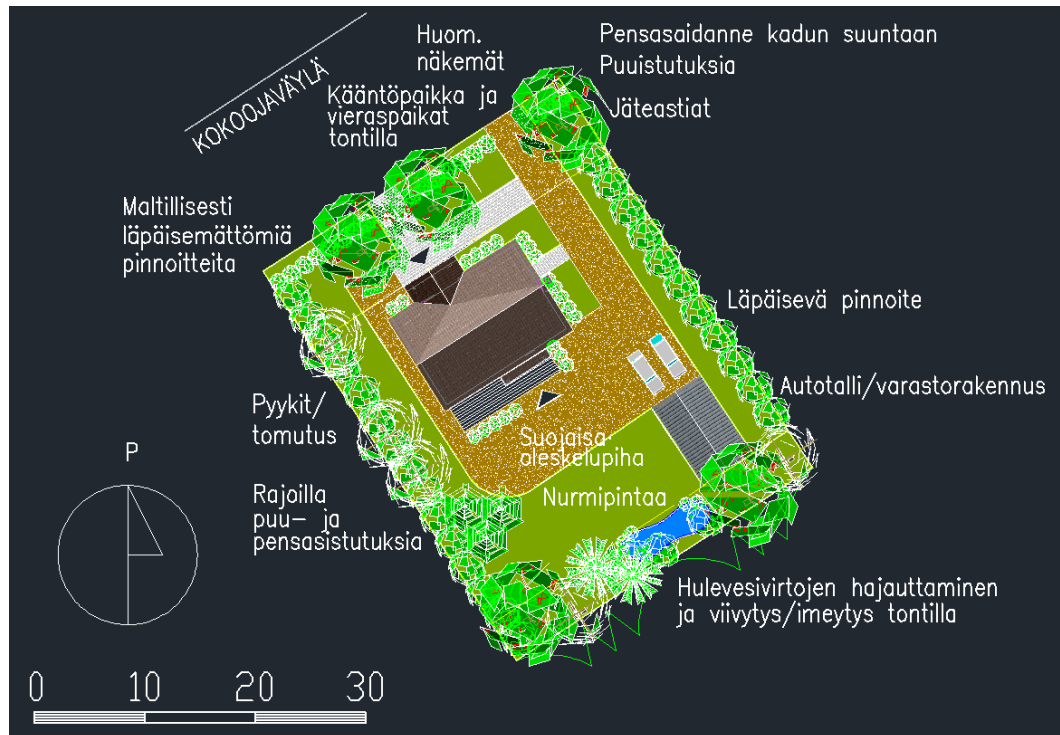 KOKOOJAVÄYLÄ
Huom.
näkemät
Pensasaidanne kadun suuntaan
Puuistutuksia
Jäteastiat
Kääntöpaikka ja
vieraspaikat
tontilla
Maltillisesti
läpäisemättömiä
pinnoitteita
Läpäisevä pinnoite
Autotalli/varastorakennus
Pyykit/
tomutus
Suojaisa
oleskelupiha
Nurmipintaa
P
Rajoilla
puu- ja
pensasistutuksia
Hulevesivirtojen hajauttaminen
ja viivytys/imeytys tontilla
0 10 20 30